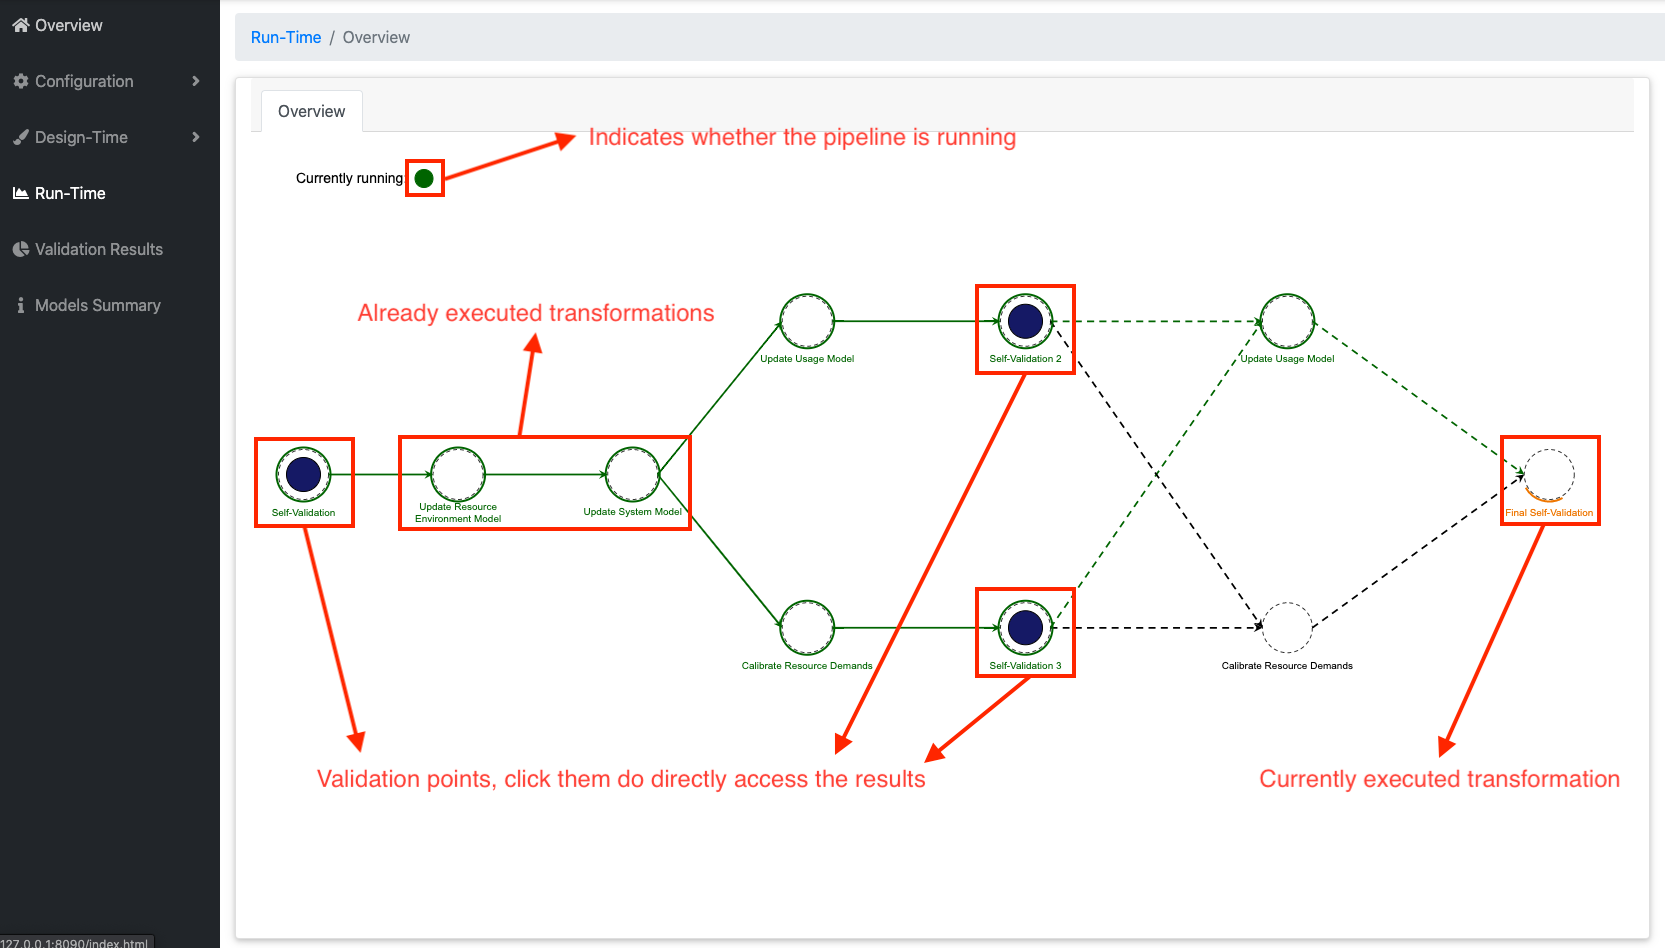 Overview
Configuration
Design-Time
Run-Time
Validation Results
Models Summary
Run-Time / Overview
Overview
Indicates whether the pipeline is running
Currently running:
Already executed transformations
Update Usage Model
Self-Validation 2
Update Usage Model
Self-Validation
Update Resource
Environment Model
Update System Model
Final Self-Validation
Calibrate Resource Demands
Self-Validation 3
Calibrate Resource Demands
Validation points, click them do directly access the results
Currently executed transformation
127.0.0.1:8090/index.html